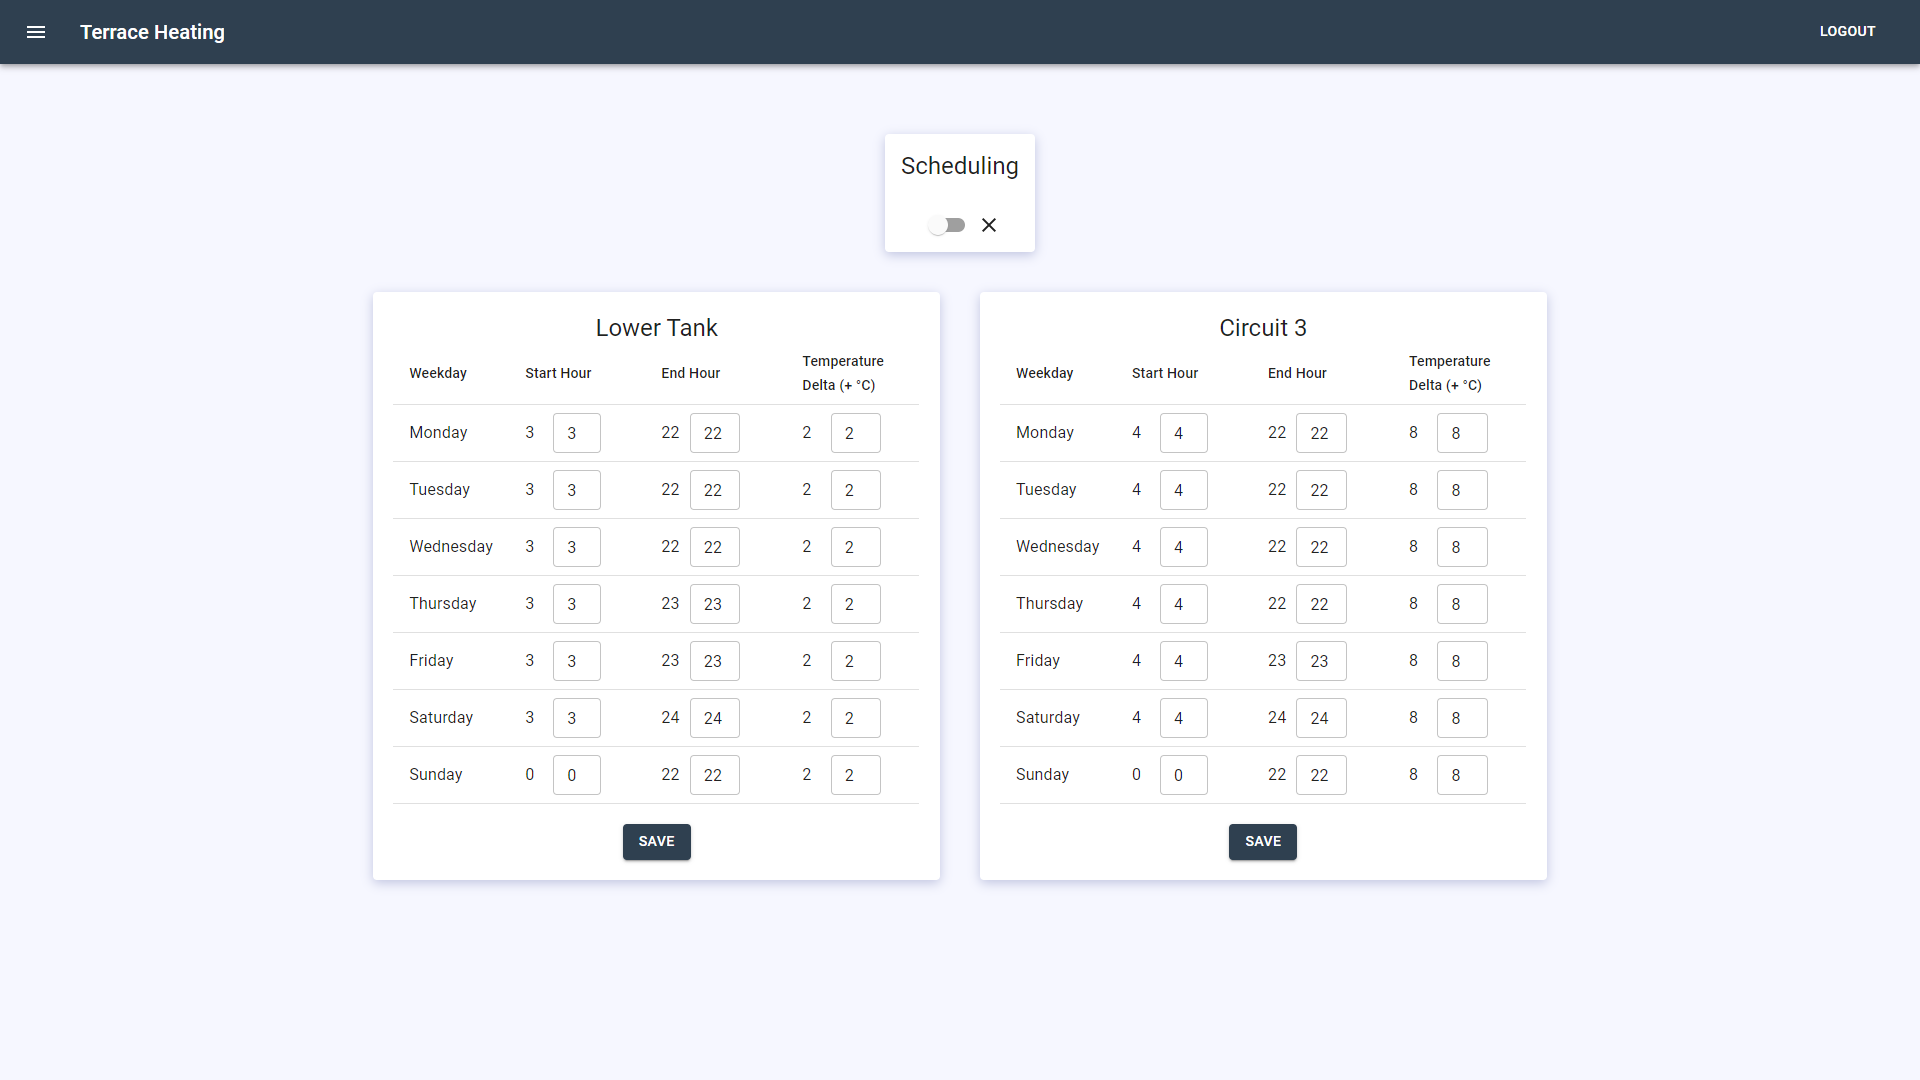 Terrace Heating
LOGOUT
Scheduling
Lower Tank
Weekday Start Hour End Hour Temperature Delta (+ °C)
Monday 3 3 22 22 2 2
Tuesday 3 3 22 22 2 2
Wednesday 3 3 22 22 2 2
Thursday 3 3 23 23 2 2
Friday 3 3 23 23 2 2
Saturday 3 3 24 24 2 2
Sunday 0 0 22 22 2 2
SAVE
Circuit 3
Weekday Start Hour End Hour Temperature Delta (+ °C)
Monday 4 4 22 22 8 8
Tuesday 4 4 22 22 8 8
Wednesday 4 4 22 22 8 8
Thursday 4 4 22 22 8 8
Friday 4 4 23 23 8 8
Saturday 4 4 24 24 8 8
Sunday 0 0 22 22 8 8
SAVE